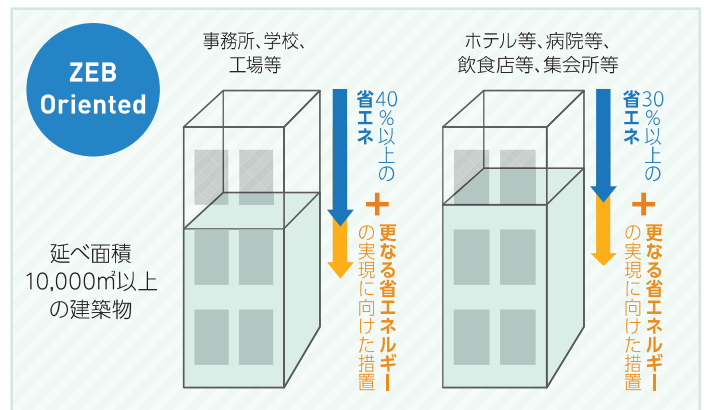 ZEB
Oriented
事務所、学校、
工場等
40%以上の
省エネ
+
更なる省エネルギー
の実現に向けた措置
ホテル等、病院等、
飲食店等、集会所等
30%以上の
省エネ
+
更なる省エネルギー
の実現に向けた措置
延べ面積
10,000㎡以上
の建築物